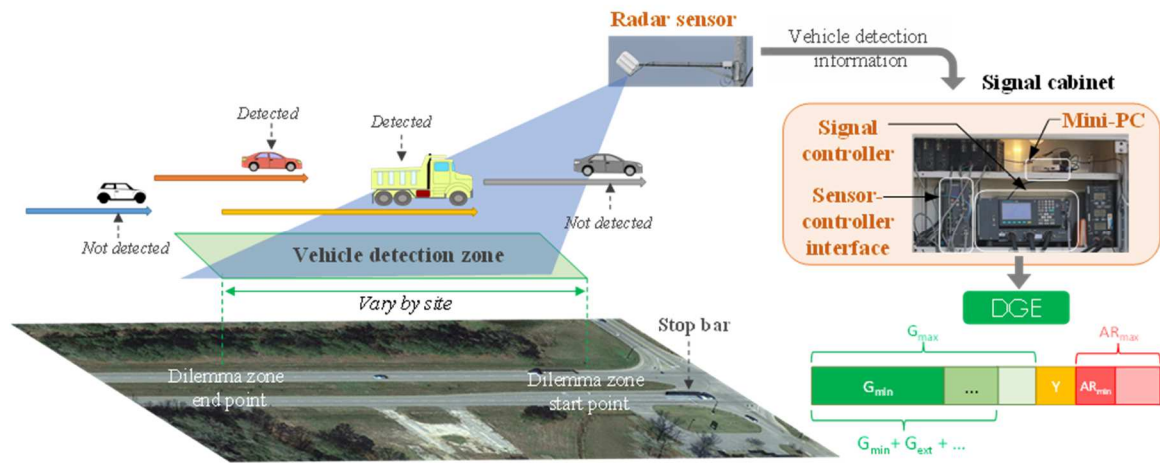 Radar sensor
Vehicle detection
information
Signal cabinet
Detected
Detected
Not detected
Not detected
Signal
controller
Mini-PC
Sensor-
controller
interface
Vehicle detection zone
Vary by site
Stop bar
Dilemma zone
end point
Dilemma zone
start point
DGE
Gmax
ARmax
Gmin
...
Y
ARmin
Gmin + Gext + ...